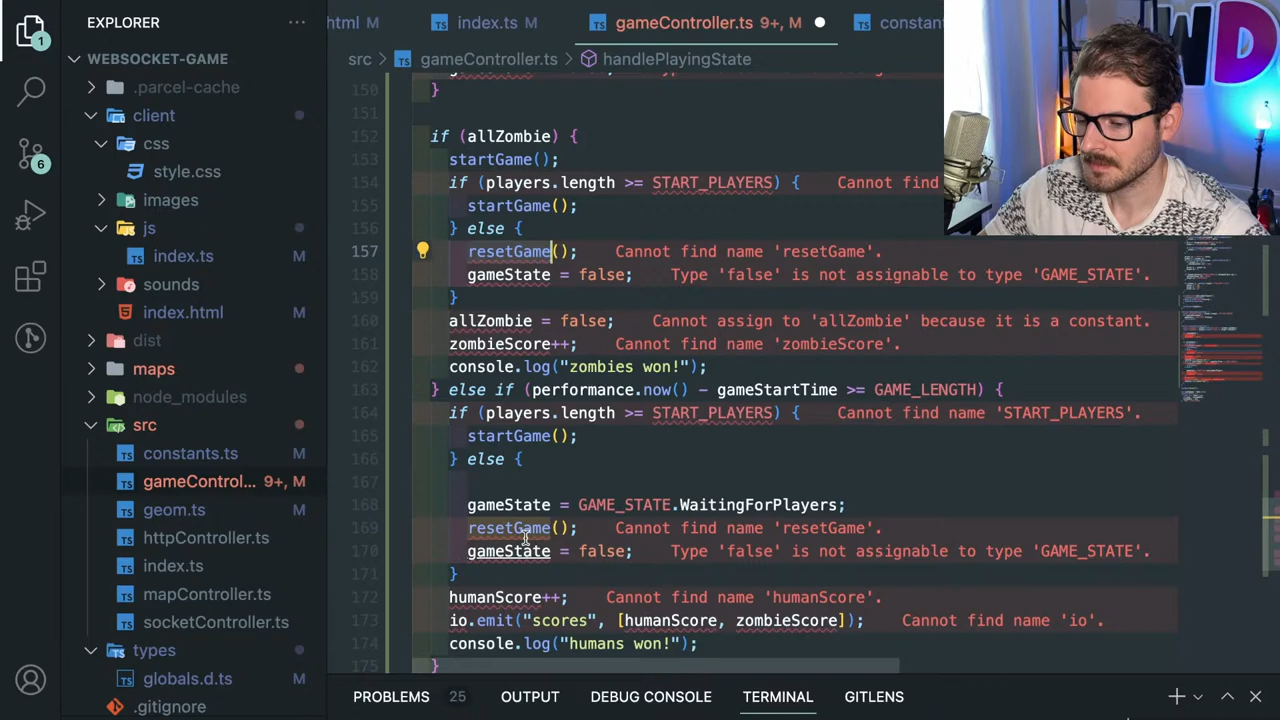 EXPLORER
html M
index.ts M
gameController.ts 9+, M
constan
WEBSOCKET-GAME
src > gameController.ts > handlePlayingState
.parcel-cache
client
css
style.css
images
js
index.ts
sounds
index.html
dist
maps
node_modules
src
constants.ts M
gameControl... 9+, M
geom.ts M
httpController.ts
index.ts M
mapController.ts
socketController.ts
types
globals.d.ts M
.gitignore
1
6
150 }
151
152 if (allZombie) {
153 startGame();
154 if (players.length >= START_PLAYERS) { Cannot find
155 startGame();
156 } else {
157 resetGame(); Cannot find name 'resetGame'.
158 gameState = false; Type 'false' is not assignable to type 'GAME_STATE'.
159 }
160 allZombie = false; Cannot assign to 'allZombie' because it is a constant.
161 zombieScore++; Cannot find name 'zombieScore'.
162 console.log("zombies won!");
163 } else if (performance.now() - gameStartTime >= GAME_LENGTH) {
164 if (players.length >= START_PLAYERS) { Cannot find name 'START_PLAYERS'.
165 startGame();
166 } else {
167
168 gameState = GAME_STATE.WaitingForPlayers;
169 resetGame(); Cannot find name 'resetGame'.
170 gameState = false; Type 'false' is not assignable to type 'GAME_STATE'.
171 }
172 humanScore++; Cannot find name 'humanScore'.
173 io.emit("scores", [humanScore, zombieScore]); Cannot find name 'io'.
174 console.log("humans won!");
175 }
PROBLEMS 25 OUTPUT DEBUG CONSOLE TERMINAL GITLENS
WD